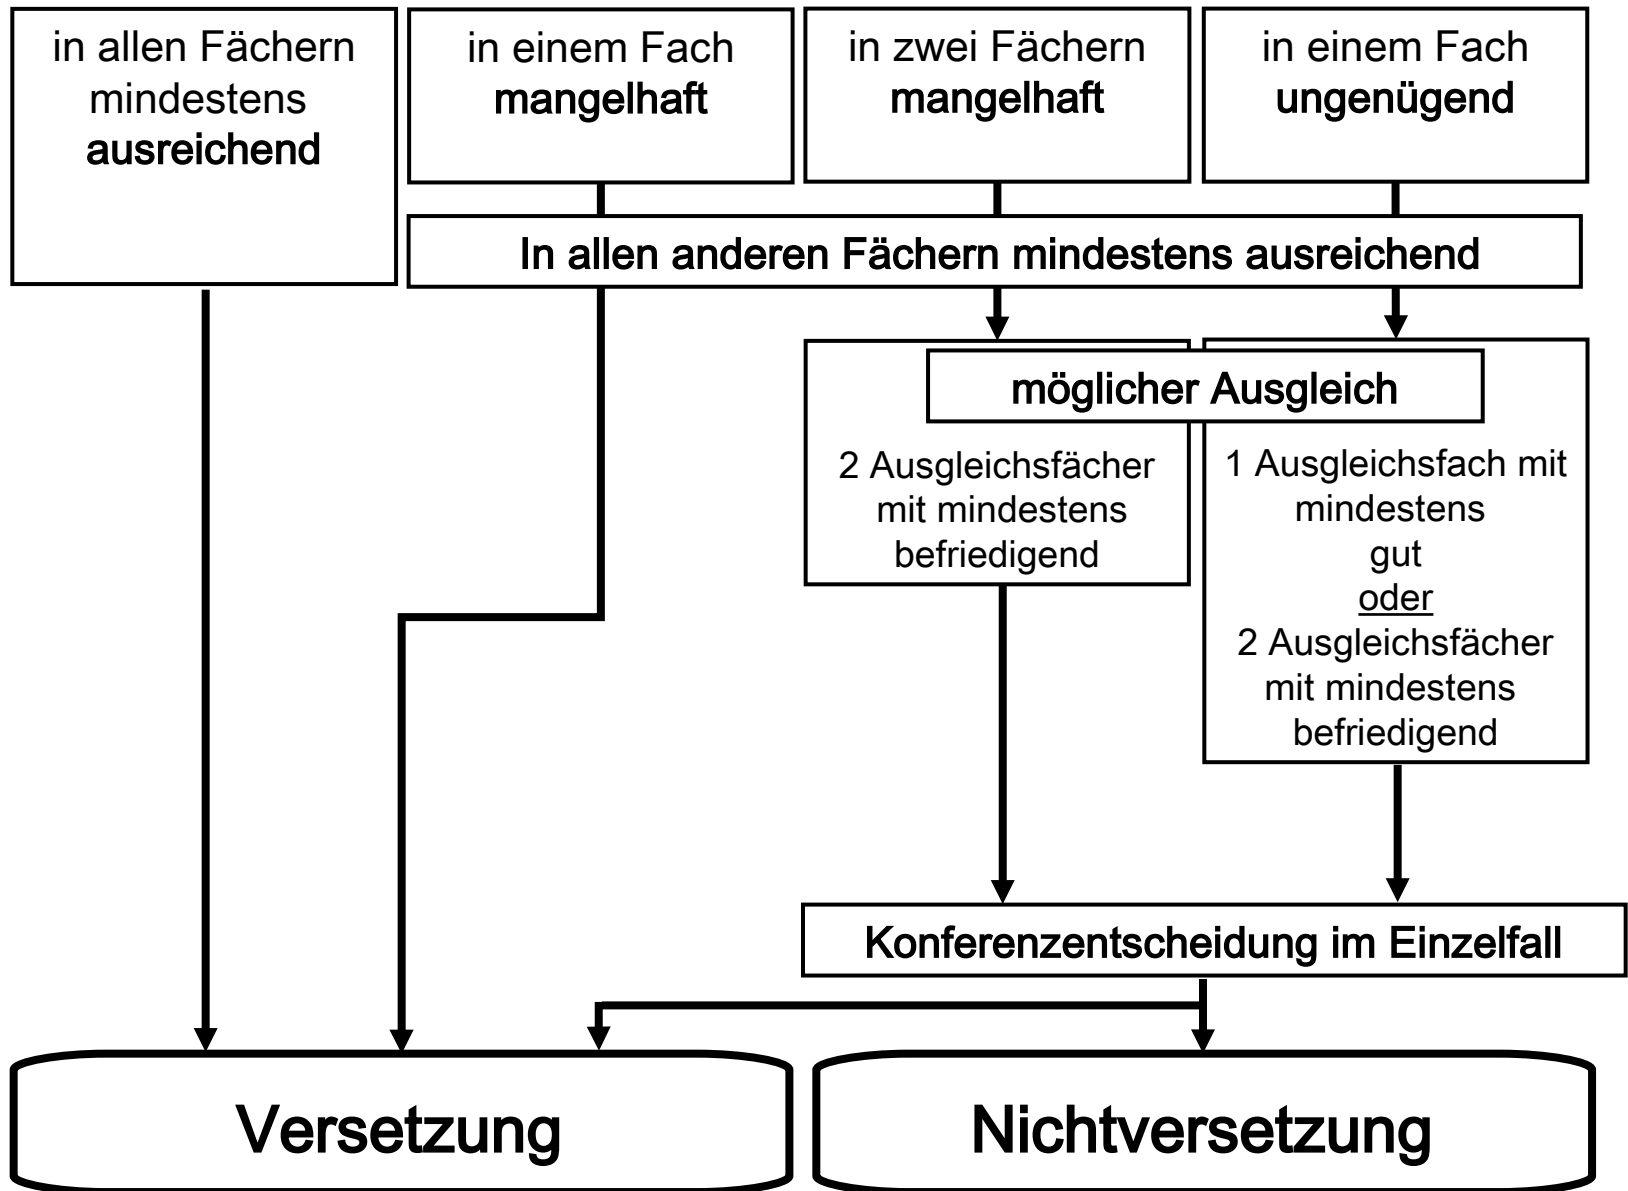 in allen Fächern
mindestens
ausreichend
in einem Fach
mangelhaft
in zwei Fächern
mangelhaft
in einem Fach
ungenügend
In allen anderen Fächern mindestens ausreichend
möglicher Ausgleich
2 Ausgleichsfächer
mit mindestens
befriedigend
1 Ausgleichsfach mit
mindestens
gut
oder
2 Ausgleichsfächer
mit mindestens
befriedigend
Konferenzentscheidung im Einzelfall
Versetzung
Nichtversetzung